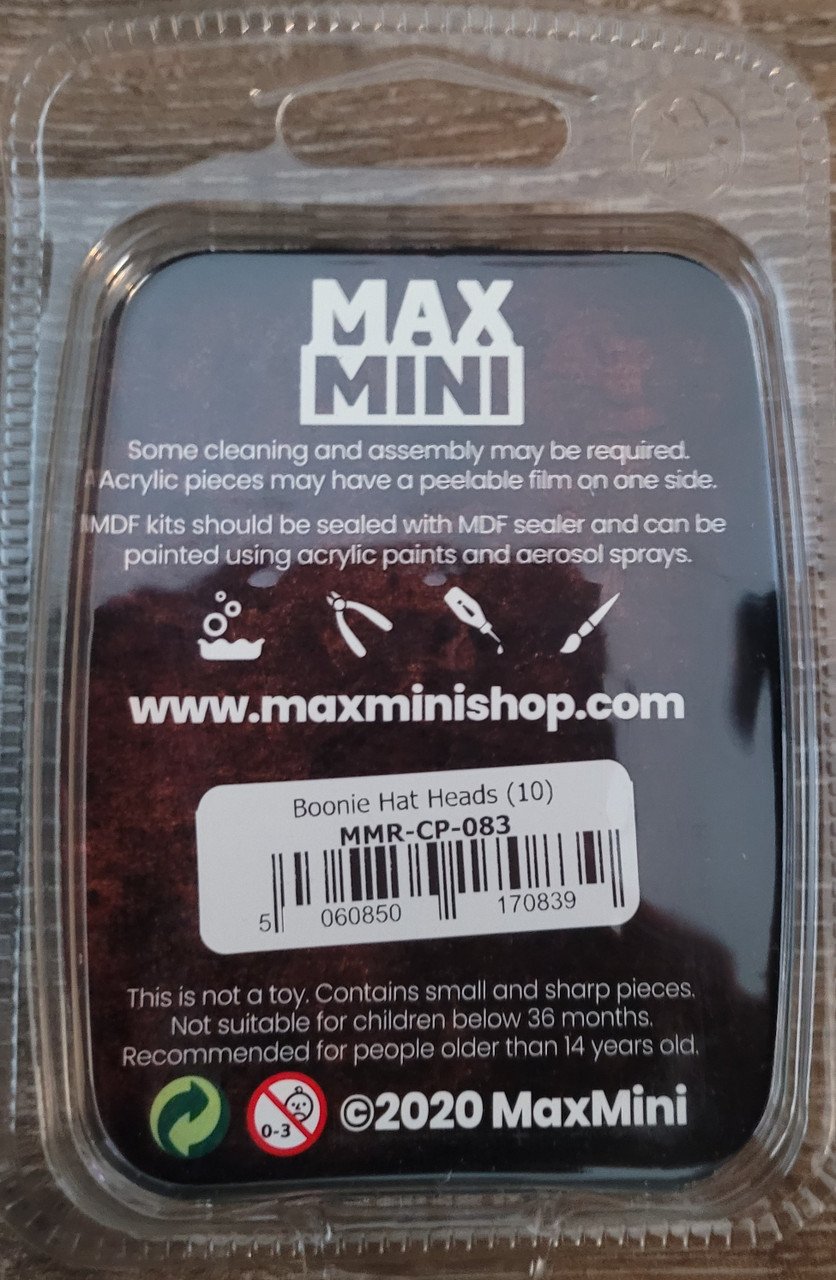 MAX
MINI
Some cleaning and assembly may be required.
Acrylic pieces may have a peelable film on one side.
MDF kits should be sealed with MDF sealer and can be
painted using acrylic paints and aerosol sprays.
www.maxminishop.com
Boonie Hat Heads (10)
MMR-CP-083
5 060850 170839
This is not a toy. Contains small and sharp pieces.
Not suitable for children below 36 months.
Recommended for people older than 14 years old.
0-3 ©2020 MaxMini